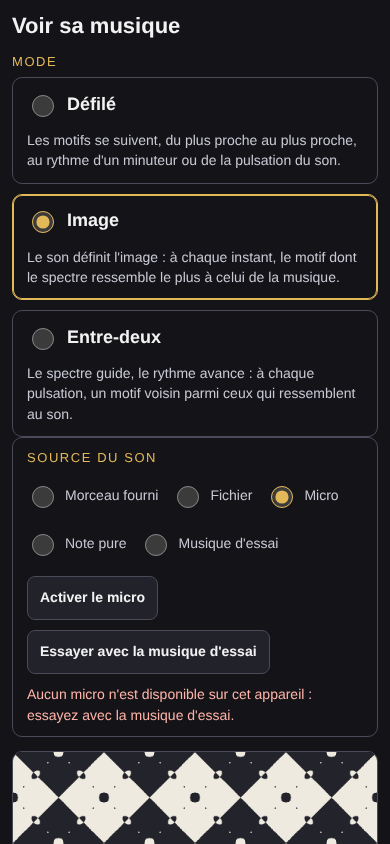 Voir sa musique
MODE
Défilé
Les motifs se suivent, du plus proche au plus proche,
au rythme d'un minuteur ou de la pulsation du son.
Image
Le son définit l'image : à chaque instant, le motif dont
le spectre ressemble le plus à celui de la musique.
Entre-deux
Le spectre guide, le rythme avance : à chaque
pulsation, un motif voisin parmi ceux qui ressemblent
au son.
SOURCE DU SON
Morceau fourni Fichier Micro
Note pure Musique d'essai
Activer le micro
Essayer avec la musique d'essai
Aucun micro n'est disponible sur cet appareil :
essayez avec la musique d'essai.